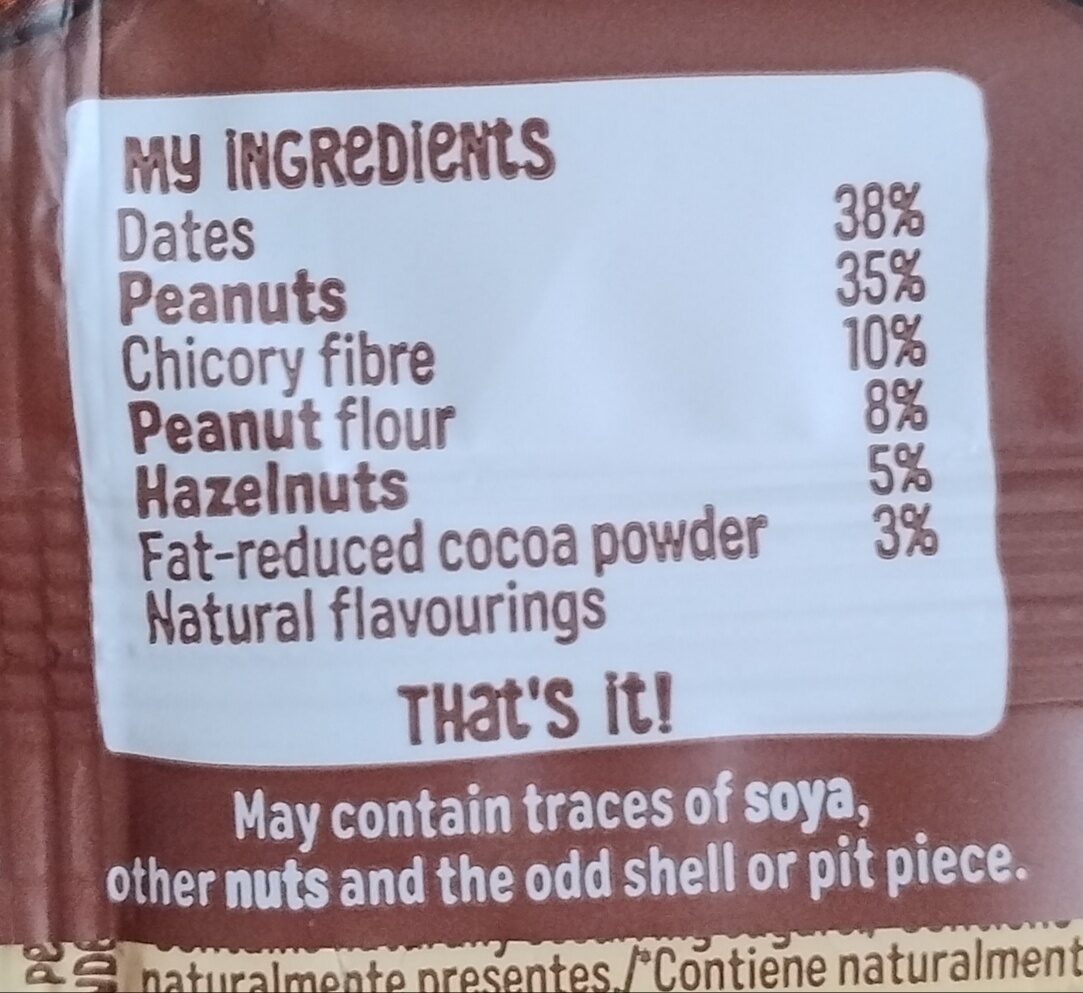 MY INGREDIENTS
Dates 38%
Peanuts 35%
Chicory fibre 10%
Peanut flour 8%
Hazelnuts 5%
Fat-reduced cocoa powder 3%
Natural flavourings
THAT'S IT!
May contain traces of soya,
other nuts and the odd shell or pit piece.
naturalmente presentes./*Contiene naturalment